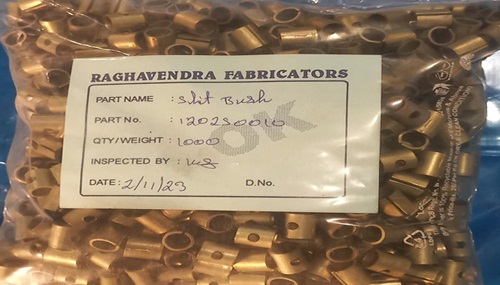 RAGHAVENDRA FABRICATORS
PART NAME : Slit Bush
PART No. : 120230010
QTY/WEIGHT : 1000
OK
INSPECTED BY :
DATE : 2/11/23 D.No.